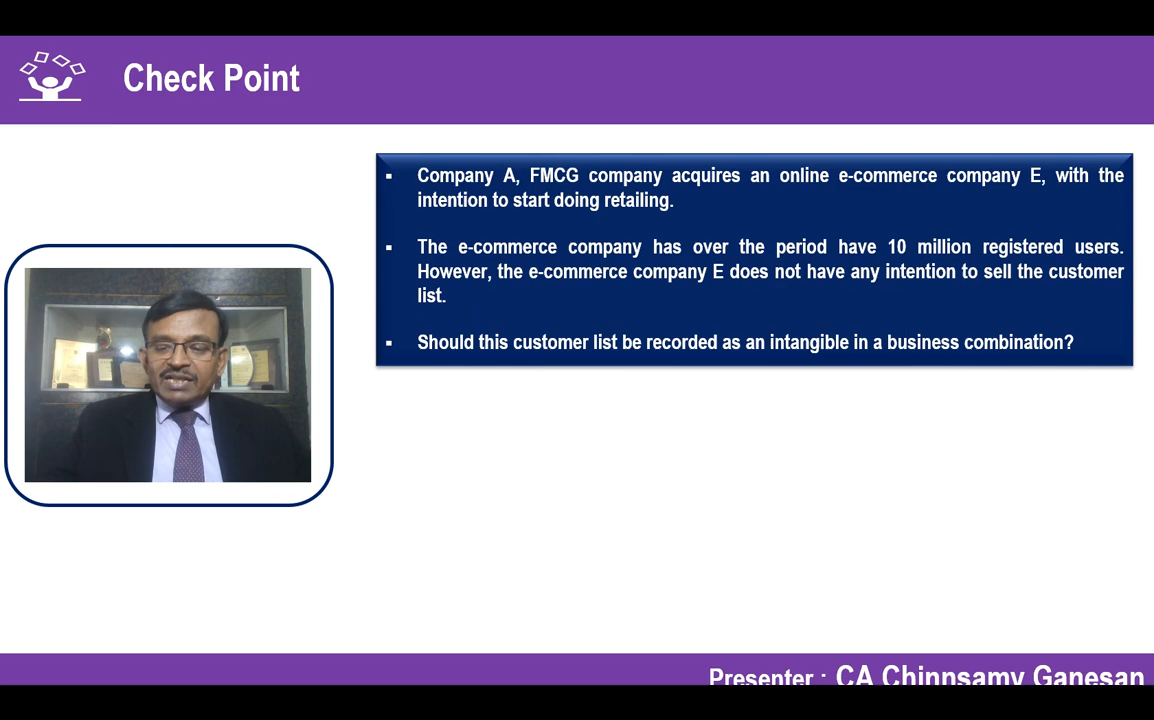 Check Point
Company A, FMCG company acquires an online e-commerce company E, with the
intention to start doing retailing.
The e-commerce company has over the period have 10 million registered users.
However, the e-commerce company E does not have any intention to sell the customer
list.
Should this customer list be recorded as an intangible in a business combination?
Presenter : CA Chinnsamy Ganesan